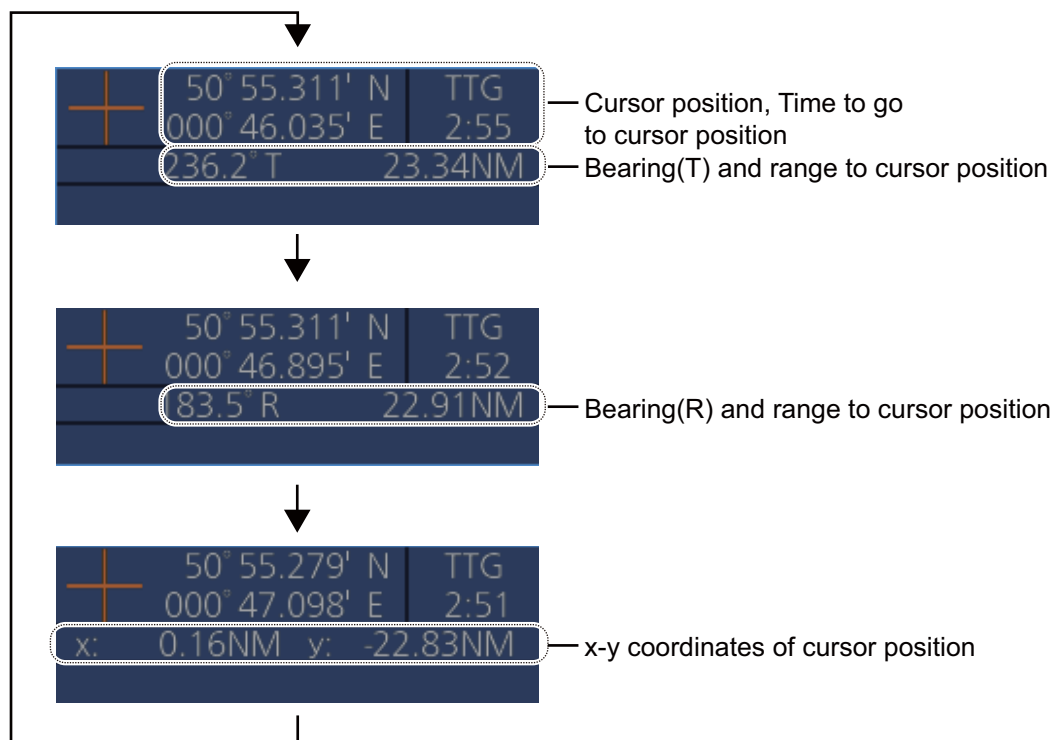 50°55.311' N TTG
000°46.035' E 2:55
236.2°T 23.34NM
Cursor position, Time to go
to cursor position
Bearing(T) and range to cursor position
50°55.311' N TTG
000°46.895' E 2:52
83.5°R 22.91NM
Bearing(R) and range to cursor position
50°55.279' N TTG
000°47.098' E 2:51
x: 0.16NM y: -22.83NM
x-y coordinates of cursor position